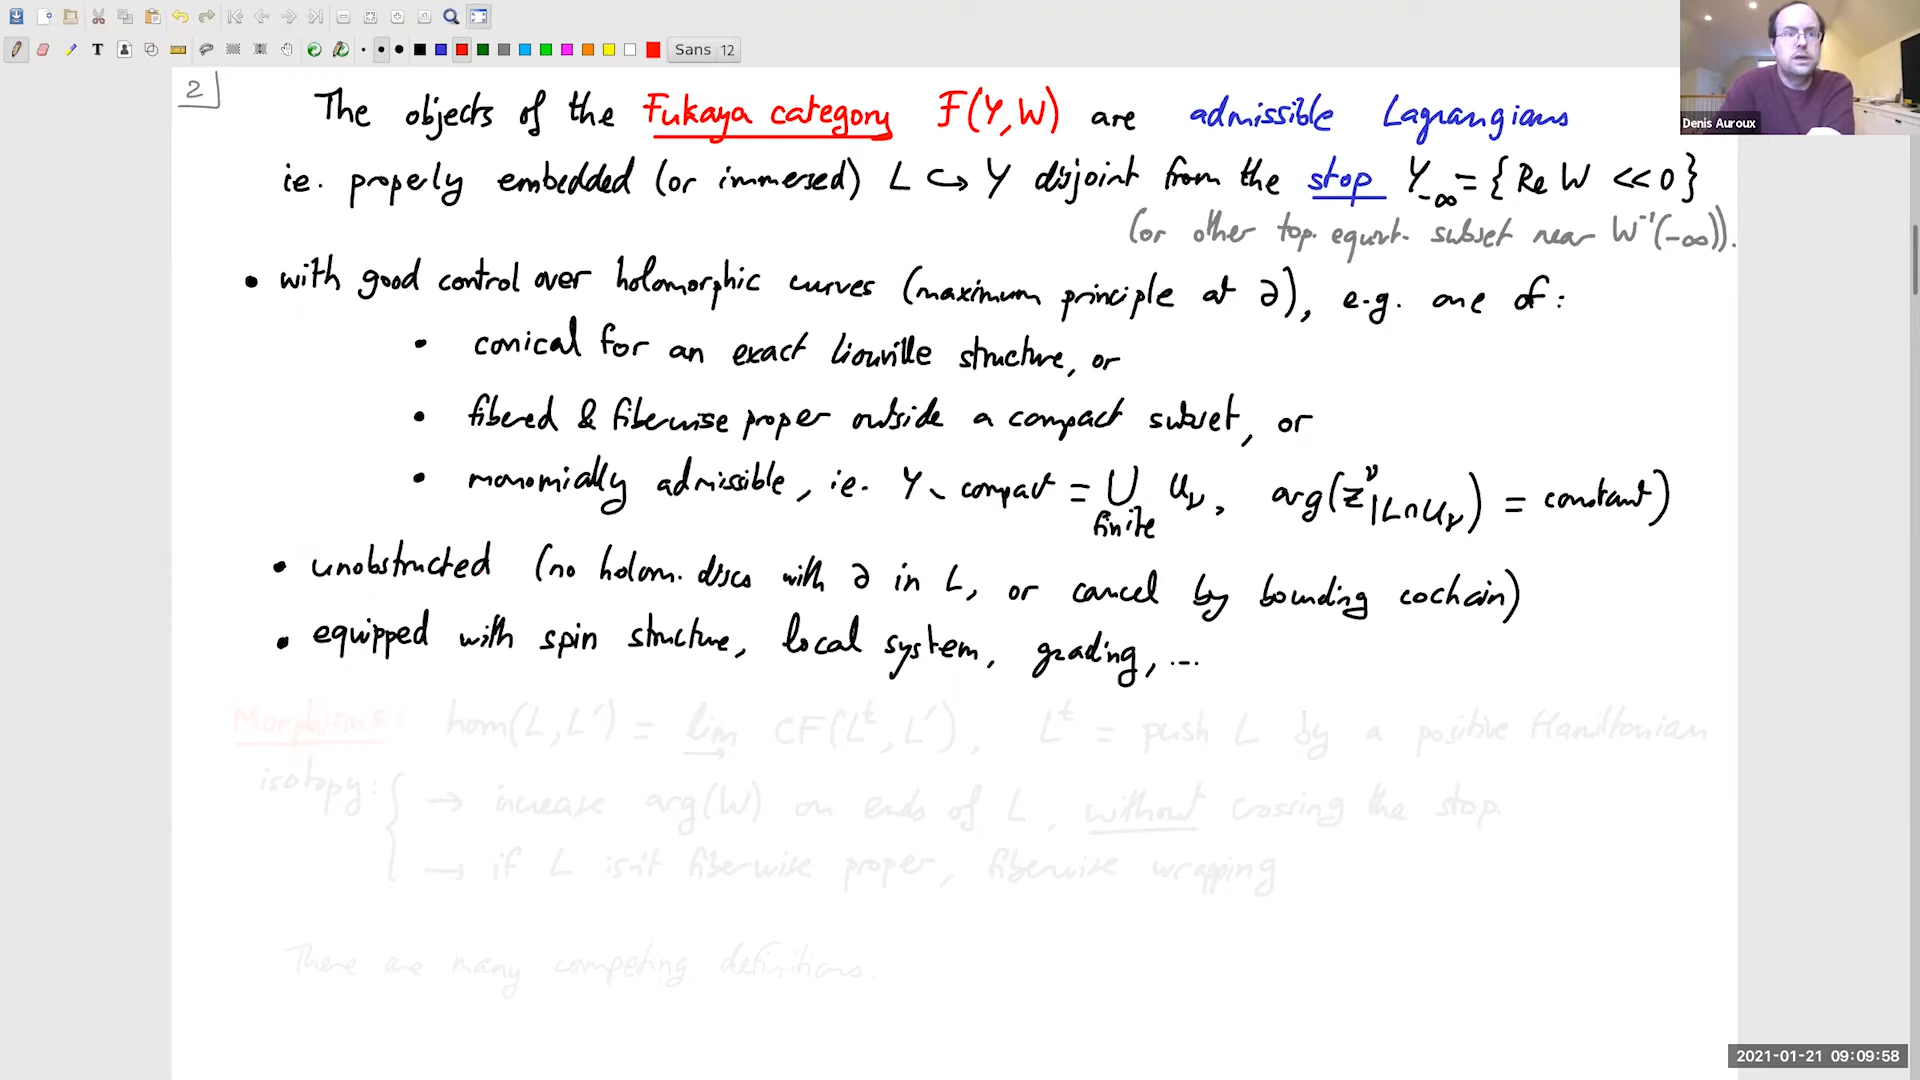 T
Sans 12
Denis Auroux
2
The objects of the Fukaya category F(Y,W) are admissible Lagrangians
ie. properly embedded (or immersed) L ↪ Y disjoint from the stop Y₋∞ = {Re W << 0}
(or other top. equivt. subset near W⁻¹(-∞)).
• with good control over holomorphic curves (maximum principle at ∂), e.g. one of:
• conical for an exact Liouville structure, or
• fibered & fiberwise proper outside a compact subset, or
• monomially admissible, ie. Y \ compact = ⋃ finite Uᵥ, arg(zᵛ|L∩Uᵥ) = constant)
• unobstructed (no holom. discs with ∂ in L, or cancel by bounding cochain)
• equipped with spin structure, local system, grading, ...
Morphisms: hom(L,L') = lim→ CF(Lᵗ,L'), Lᵗ = push L by a positive Hamiltonian
isotopy: { → increase arg(W) on ends of L, without crossing the stop.
→ if L isn't fiberwise proper, fiberwise wrapping
There are many competing definitions.
2021-01-21 09:09:58